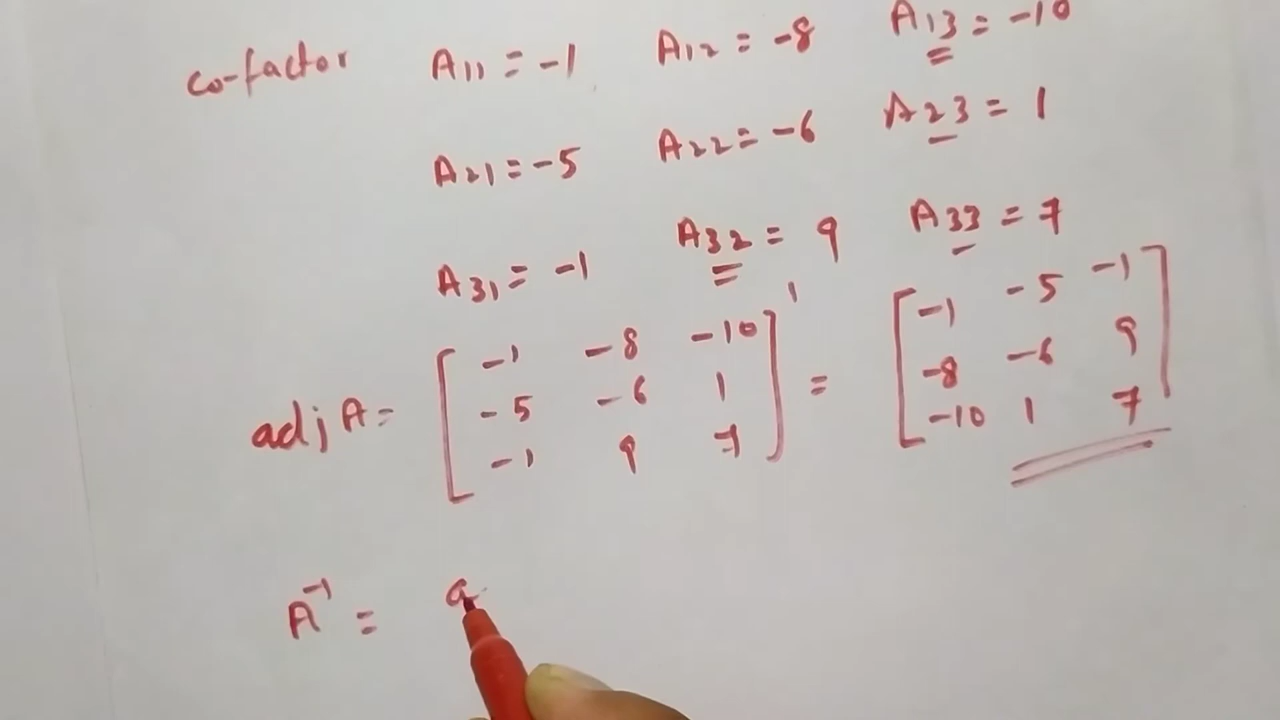 co-factor A11 = -1 A12 = -8 A13 = -10
A21 = -5 A22 = -6 A23 = 1
A31 = -1 A32 = 9 A33 = 7
adj A = [ -1 -8 -10 ]' = [ -1 -5 -1 ]
[ -5 -6 1 ] [ -8 -6 9 ]
[ -1 9 7 ] [ -10 1 7 ]
A⁻¹ = a